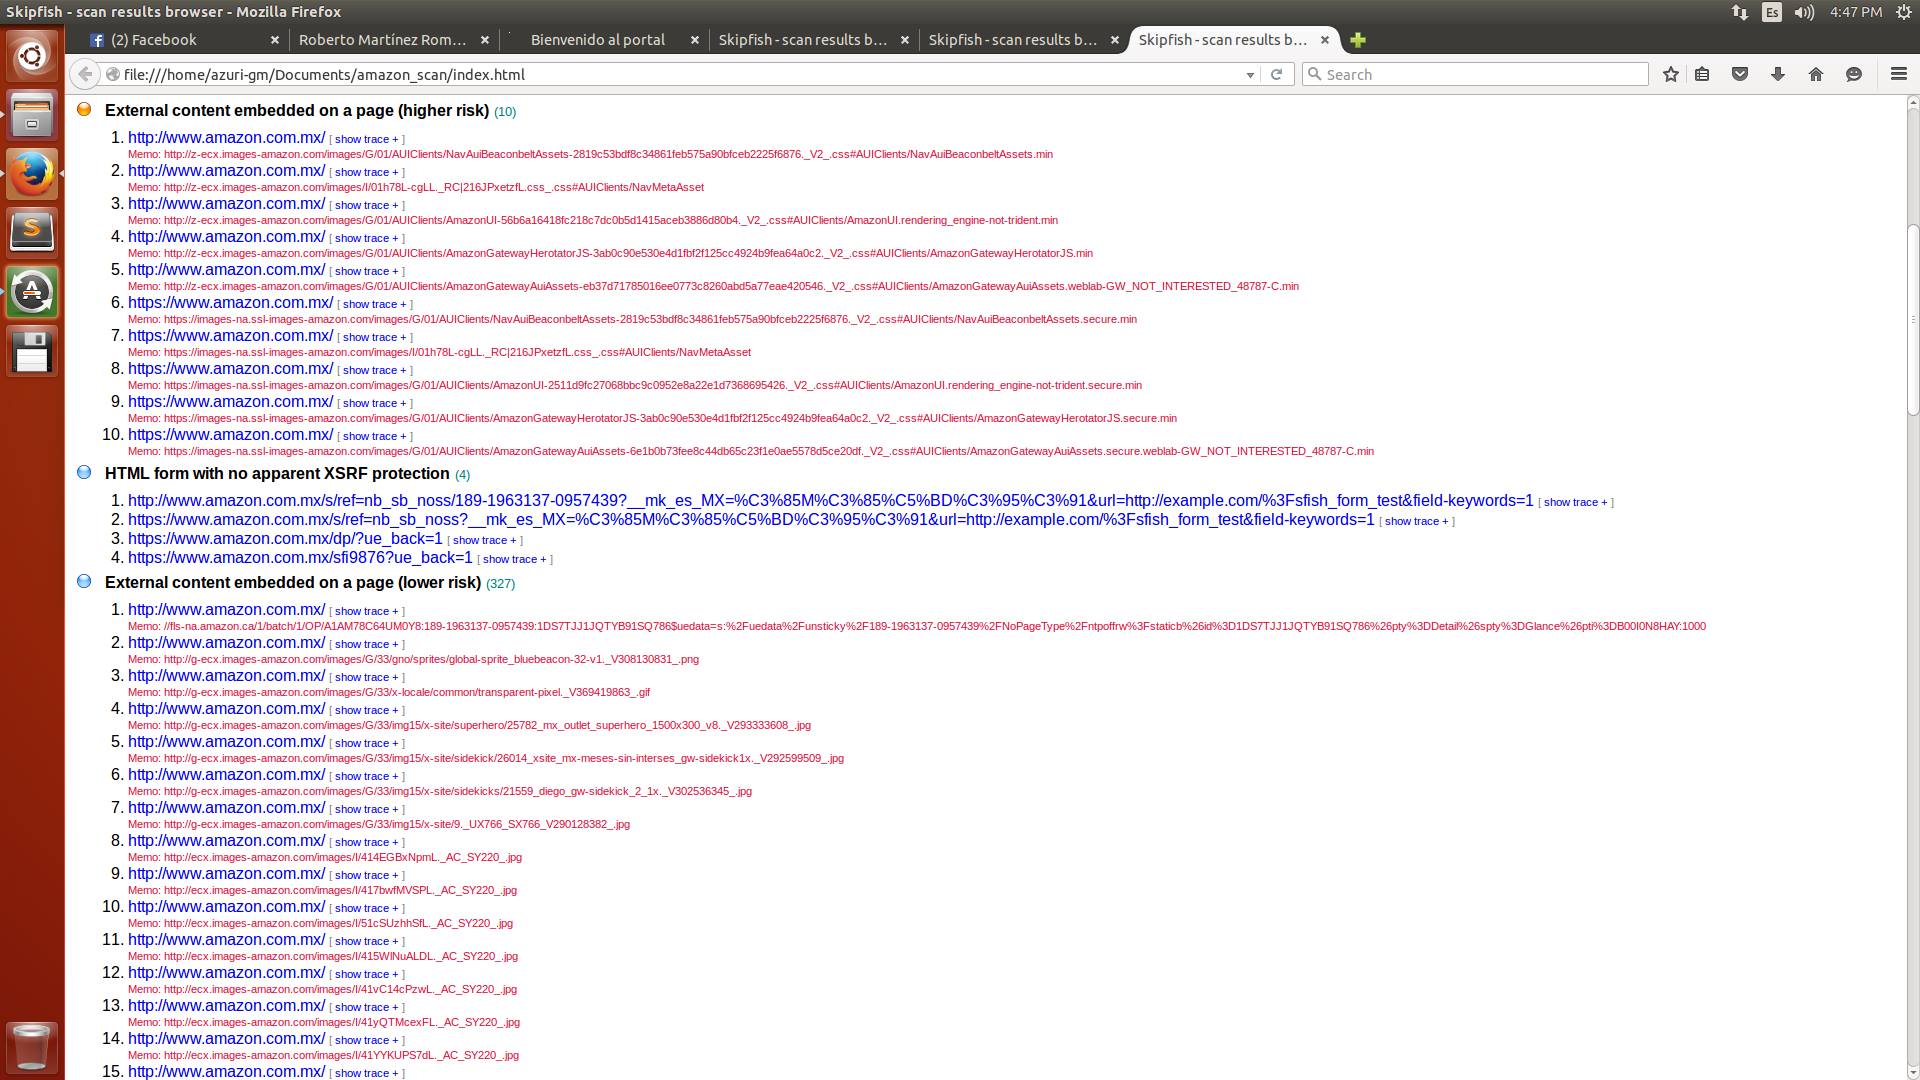 Skipfish - scan results browser - Mozilla Firefox
Es
4:47 PM
(2) Facebook
Roberto Martínez Rom...
Bienvenido al portal
Skipfish - scan results b...
Skipfish - scan results b...
Skipfish - scan results b...
file:///home/azuri-gm/Documents/amazon_scan/index.html
Search
External content embedded on a page (higher risk) (10)
1. http://www.amazon.com.mx/ [ show trace + ]
Memo: http://z-ecx.images-amazon.com/images/G/01/AUIClients/NavAuiBeaconbeltAssets-2819c53bdf8c34861feb575a90bfceb2225f6876._V2_.css#AUIClients/NavAuiBeaconbeltAssets.min
2. http://www.amazon.com.mx/ [ show trace + ]
Memo: http://z-ecx.images-amazon.com/images/I/01h78L-cgLL._RC|216JPxetzfL.css_.css#AUIClients/NavMetaAsset
3. http://www.amazon.com.mx/ [ show trace + ]
Memo: http://z-ecx.images-amazon.com/images/G/01/AUIClients/AmazonUI-56b6a16418fc218c7dc0b5d1415aceb3886d80b4._V2_.css#AUIClients/AmazonUI.rendering_engine-not-trident.min
4. http://www.amazon.com.mx/ [ show trace + ]
Memo: http://z-ecx.images-amazon.com/images/G/01/AUIClients/AmazonGatewayHerotatorJS-3ab0c90e530e4d1fbf2f125cc4924b9fea64a0c2._V2_.css#AUIClients/AmazonGatewayHerotatorJS.min
5. http://www.amazon.com.mx/ [ show trace + ]
Memo: http://z-ecx.images-amazon.com/images/G/01/AUIClients/AmazonGatewayAuiAssets-eb37d71785016ee0773c8260abd5a77eae420546._V2_.css#AUIClients/AmazonGatewayAuiAssets.weblab-GW_NOT_INTERESTED_48787-C.min
6. https://www.amazon.com.mx/ [ show trace + ]
Memo: https://images-na.ssl-images-amazon.com/images/G/01/AUIClients/NavAuiBeaconbeltAssets-2819c53bdf8c34861feb575a90bfceb2225f6876._V2_.css#AUIClients/NavAuiBeaconbeltAssets.secure.min
7. https://www.amazon.com.mx/ [ show trace + ]
Memo: https://images-na.ssl-images-amazon.com/images/I/01h78L-cgLL._RC|216JPxetzfL.css_.css#AUIClients/NavMetaAsset
8. https://www.amazon.com.mx/ [ show trace + ]
Memo: https://images-na.ssl-images-amazon.com/images/G/01/AUIClients/AmazonUI-2511d9fc27068bbc9c0952e8a22e1d7368695426._V2_.css#AUIClients/AmazonUI.rendering_engine-not-trident.secure.min
9. https://www.amazon.com.mx/ [ show trace + ]
Memo: https://images-na.ssl-images-amazon.com/images/G/01/AUIClients/AmazonGatewayHerotatorJS-3ab0c90e530e4d1fbf2f125cc4924b9fea64a0c2._V2_.css#AUIClients/AmazonGatewayHerotatorJS.secure.min
10. https://www.amazon.com.mx/ [ show trace + ]
Memo: https://images-na.ssl-images-amazon.com/images/G/01/AUIClients/AmazonGatewayAuiAssets-6e1b0b73fee8c44db65c23f1e0ae5578d5ce20df._V2_.css#AUIClients/AmazonGatewayAuiAssets.secure.weblab-GW_NOT_INTERESTED_48787-C.min
HTML form with no apparent XSRF protection (4)
1. http://www.amazon.com.mx/s/ref=nb_sb_noss/189-1963137-0957439?__mk_es_MX=%C3%85M%C3%85%C5%BD%C3%95%C3%91&url=http://example.com/%3Fsfish_form_test&field-keywords=1 [ show trace + ]
2. https://www.amazon.com.mx/s/ref=nb_sb_noss?__mk_es_MX=%C3%85M%C3%85%C5%BD%C3%95%C3%91&url=http://example.com/%3Fsfish_form_test&field-keywords=1 [ show trace + ]
3. https://www.amazon.com.mx/dp/?ue_back=1 [ show trace + ]
4. https://www.amazon.com.mx/sfi9876?ue_back=1 [ show trace + ]
External content embedded on a page (lower risk) (327)
1. http://www.amazon.com.mx/ [ show trace + ]
Memo: //fls-na.amazon.ca/1/batch/1/OP/A1AM78C64UM0Y8:189-1963137-0957439:1DS7TJJ1JQTYB91SQ786$uedata=s:%2Fuedata%2Funsticky%2F189-1963137-0957439%2FNoPageType%2Fntpoffrw%3Fstaticb%26id%3D1DS7TJJ1JQTYB91SQ786%26pty%3DDetail%26spty%3DGlance%26pti%3DB00I0N8HAY:1000
2. http://www.amazon.com.mx/ [ show trace + ]
Memo: http://g-ecx.images-amazon.com/images/G/33/gno/sprites/global-sprite_bluebeacon-32-v1._V308130831_.png
3. http://www.amazon.com.mx/ [ show trace + ]
Memo: http://g-ecx.images-amazon.com/images/G/33/x-locale/common/transparent-pixel._V369419863_.gif
4. http://www.amazon.com.mx/ [ show trace + ]
Memo: http://g-ecx.images-amazon.com/images/G/33/img15/x-site/superhero/25782_mx_outlet_superhero_1500x300_v8._V293333608_.jpg
5. http://www.amazon.com.mx/ [ show trace + ]
Memo: http://g-ecx.images-amazon.com/images/G/33/img15/x-site/sidekick/26014_xsite_mx-meses-sin-interses_gw-sidekick1x._V292599509_.jpg
6. http://www.amazon.com.mx/ [ show trace + ]
Memo: http://g-ecx.images-amazon.com/images/G/33/img15/x-site/sidekicks/21559_diego_gw-sidekick_2_1x._V302536345_.jpg
7. http://www.amazon.com.mx/ [ show trace + ]
Memo: http://g-ecx.images-amazon.com/images/G/33/img15/x-site/9._UX766_SX766_V290128382_.jpg
8. http://www.amazon.com.mx/ [ show trace + ]
Memo: http://ecx.images-amazon.com/images/I/414EGBxNpmL._AC_SY220_.jpg
9. http://www.amazon.com.mx/ [ show trace + ]
Memo: http://ecx.images-amazon.com/images/I/417bwfMVSPL._AC_SY220_.jpg
10. http://www.amazon.com.mx/ [ show trace + ]
Memo: http://ecx.images-amazon.com/images/I/51cSUzhhSfL._AC_SY220_.jpg
11. http://www.amazon.com.mx/ [ show trace + ]
Memo: http://ecx.images-amazon.com/images/I/415WlNuALDL._AC_SY220_.jpg
12. http://www.amazon.com.mx/ [ show trace + ]
Memo: http://ecx.images-amazon.com/images/I/41vC14cPzwL._AC_SY220_.jpg
13. http://www.amazon.com.mx/ [ show trace + ]
Memo: http://ecx.images-amazon.com/images/I/41yQTMcexFL._AC_SY220_.jpg
14. http://www.amazon.com.mx/ [ show trace + ]
Memo: http://ecx.images-amazon.com/images/I/41YYKUPS7dL._AC_SY220_.jpg
15. http://www.amazon.com.mx/ [ show trace + ]